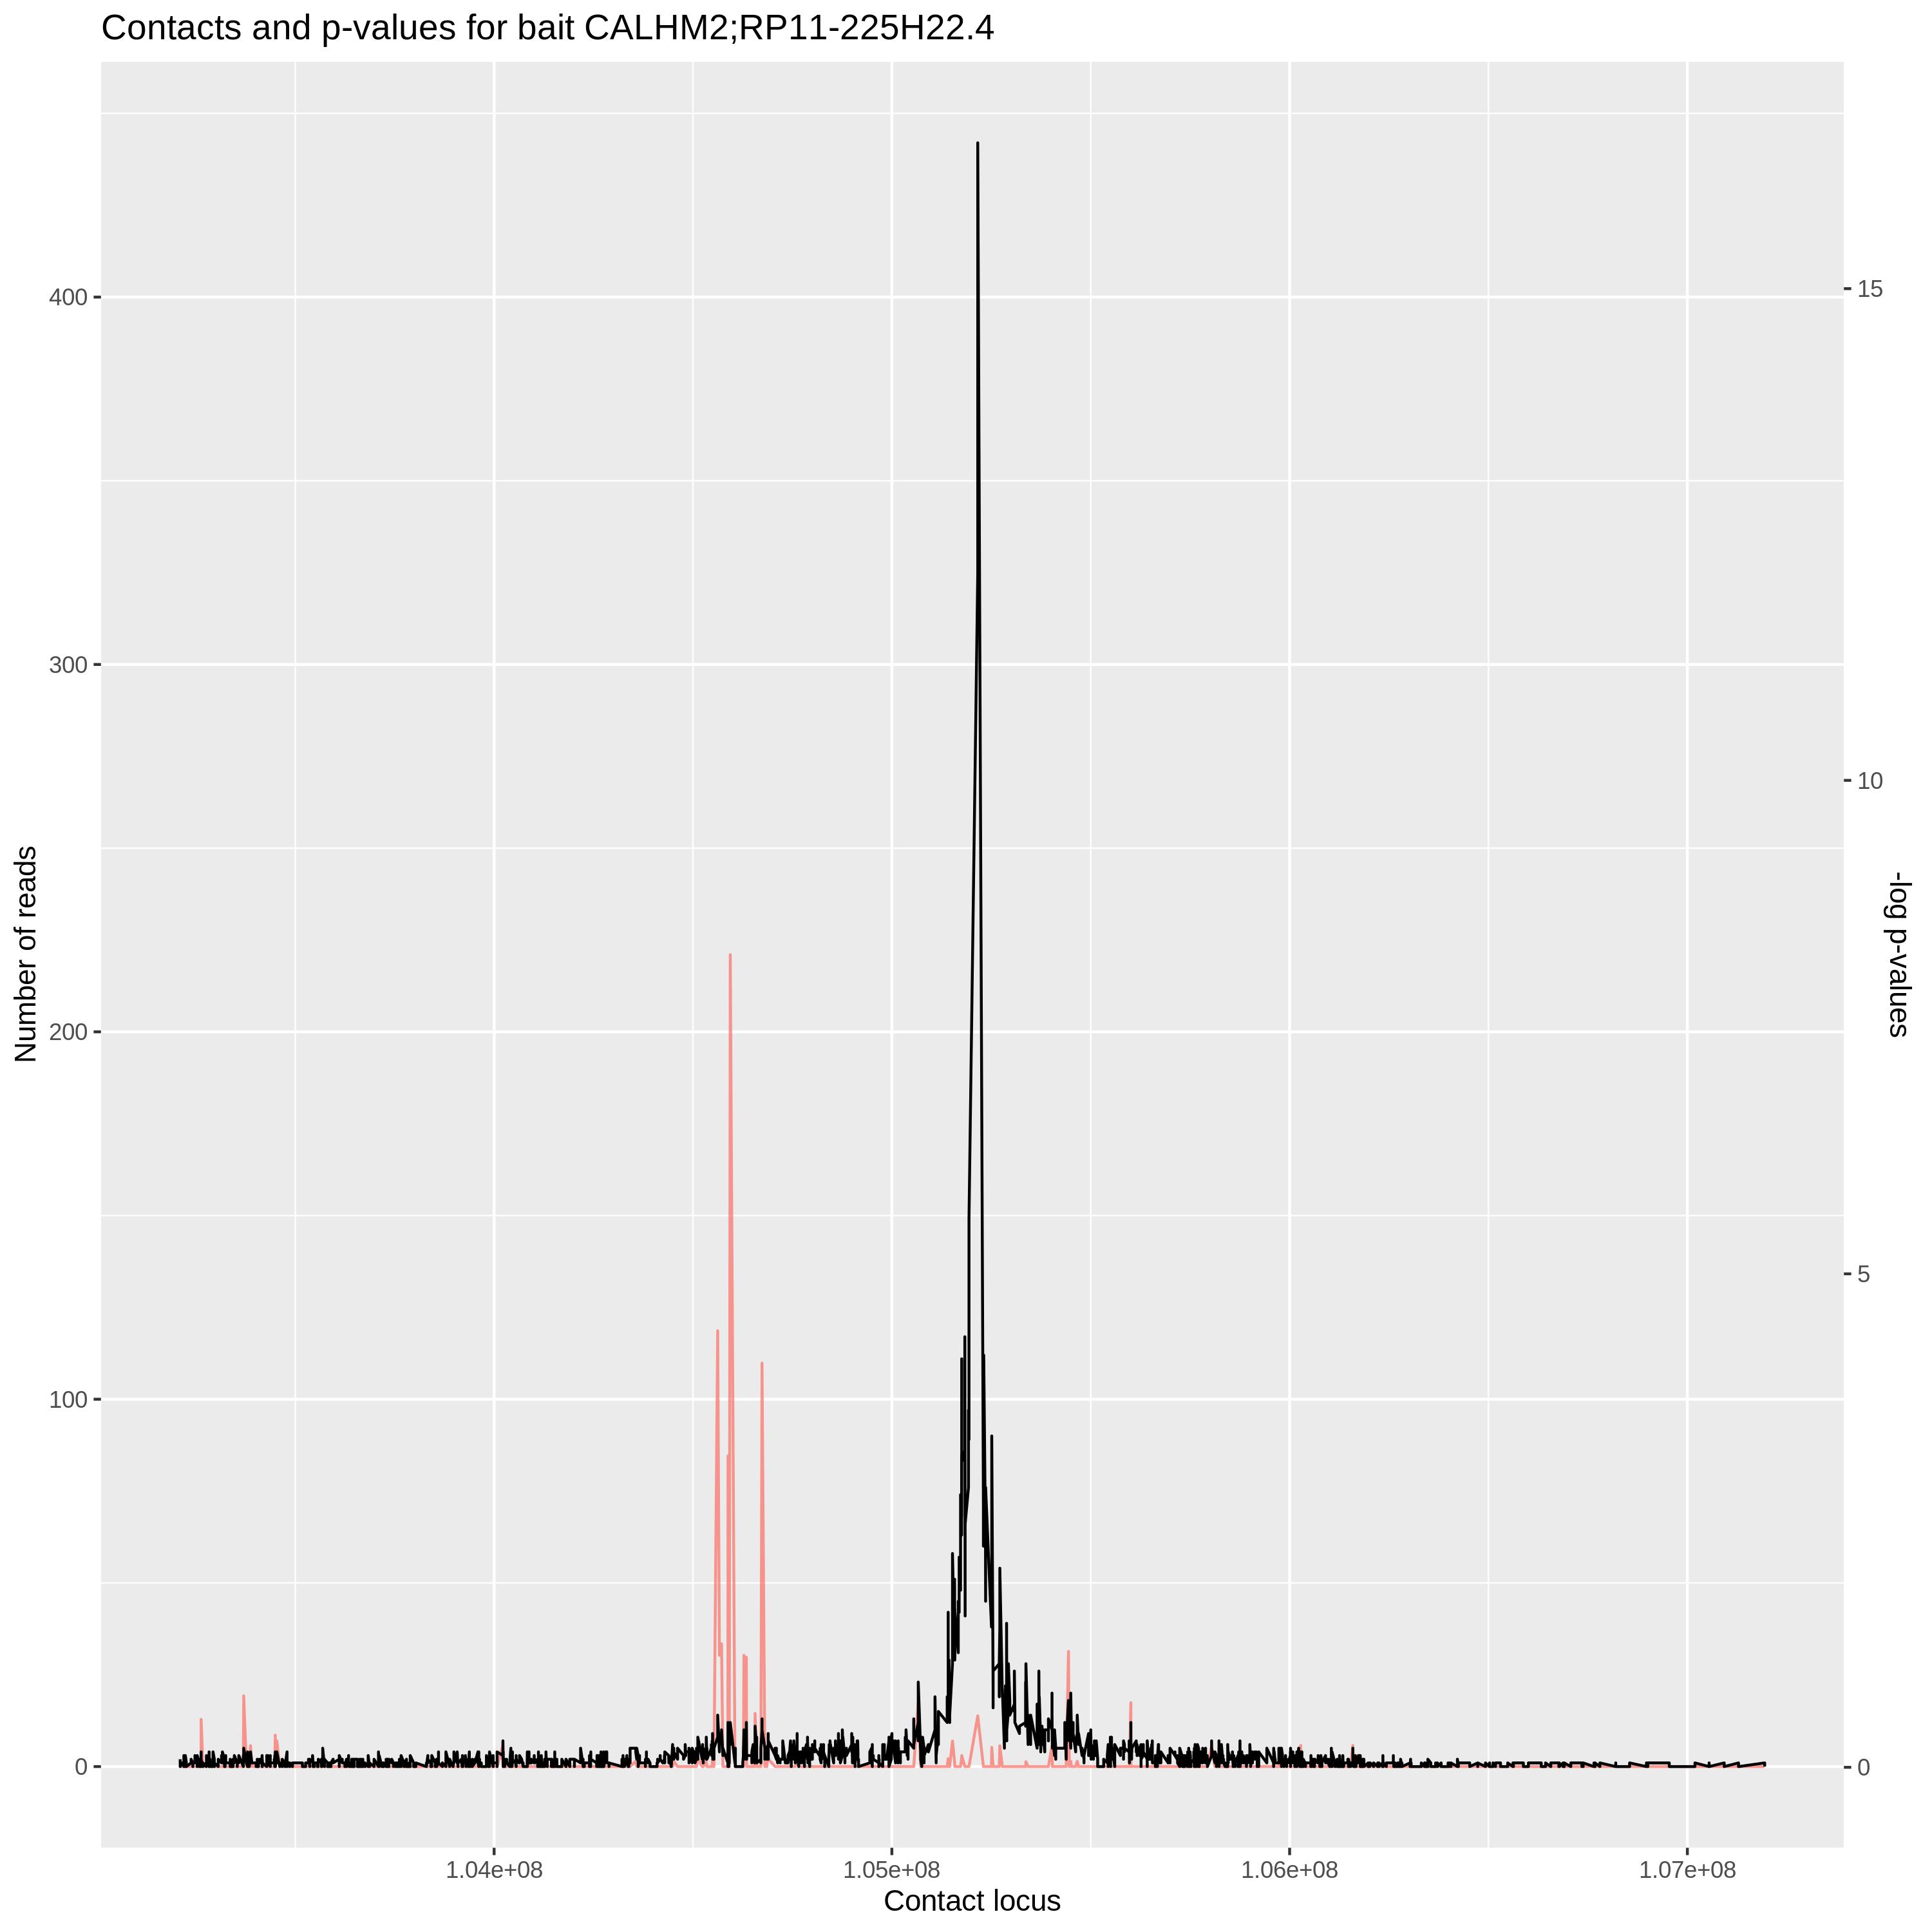 Contacts and p-values for bait CALHM2;RP11-225H22.4
400
300
200
100
0
Number of reads
15
10
5
0
-log p-values
1.04e+08 1.05e+08 1.06e+08 1.07e+08
Contact locus